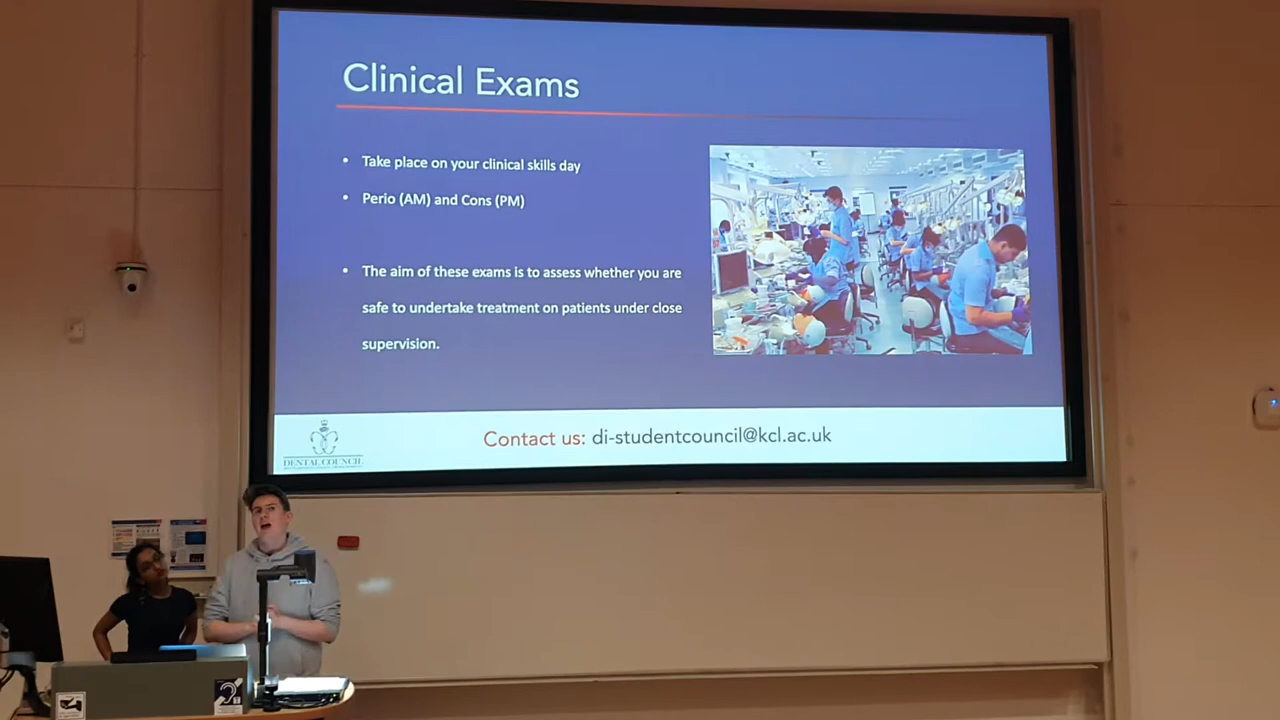 Clinical Exams
• Take place on your clinical skills day
• Perio (AM) and Cons (PM)
• The aim of these exams is to assess whether you are
safe to undertake treatment on patients under close
supervision.
Contact us: di-studentcouncil@kcl.ac.uk
DENTAL COUNCIL